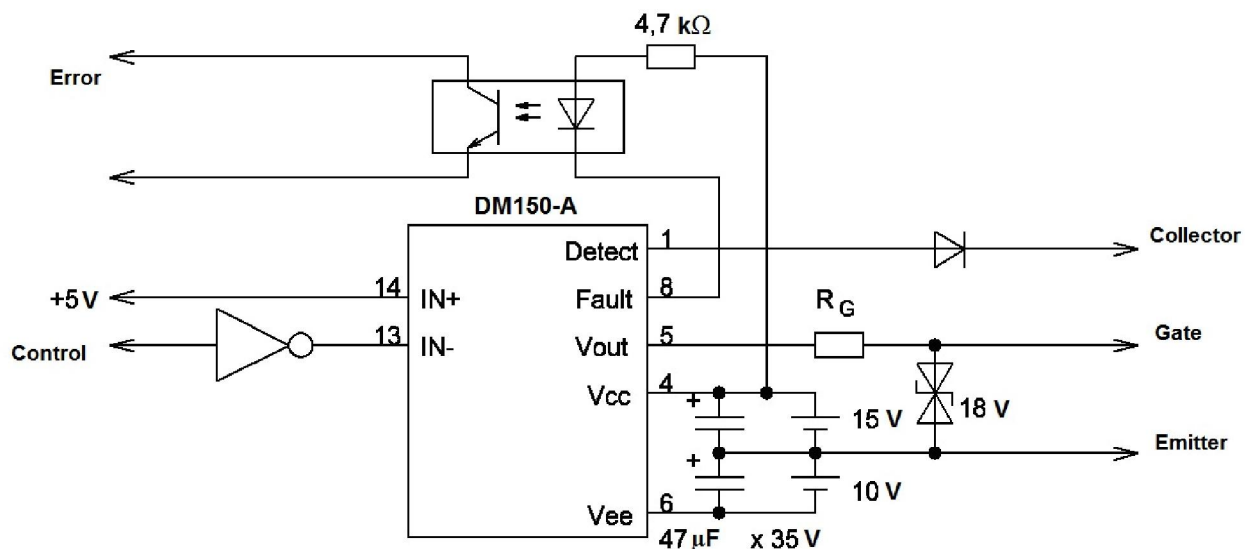 4,7 kΩ
Error
DM150-A
Detect 1 Collector
+5 V 14 IN+ Fault 8
R G
Control 13 IN- Vout 5 Gate
Vcc 4
+ 15 V 18 V
Emitter
+ 10 V
Vee 6
47 μF x 35 V